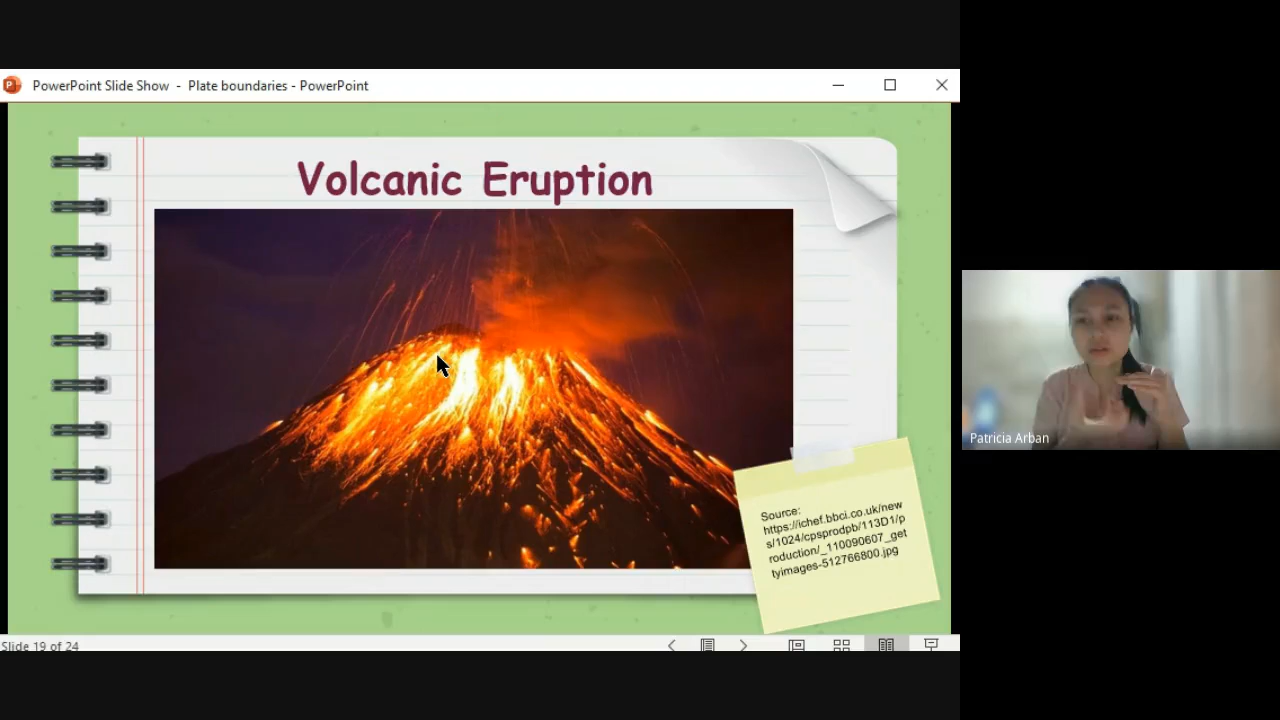 PowerPoint Slide Show - Plate boundaries - PowerPoint
Volcanic Eruption
Source:
https://ichef.bbci.co.uk/new
s/1024/cpsprodpb/113D1/p
roduction/_110090607_get
tyimages-512766800.jpg
Patricia Arban
Slide 19 of 24